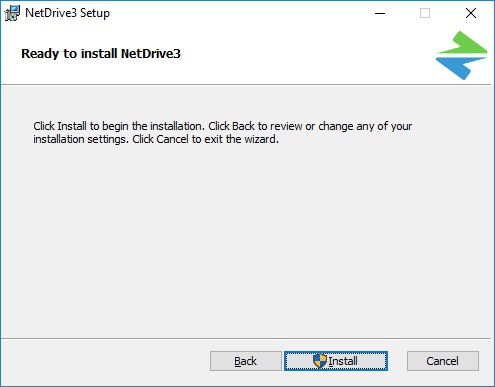 NetDrive3 Setup
Ready to install NetDrive3
Click Install to begin the installation. Click Back to review or change any of your
installation settings. Click Cancel to exit the wizard.
Back Install Cancel